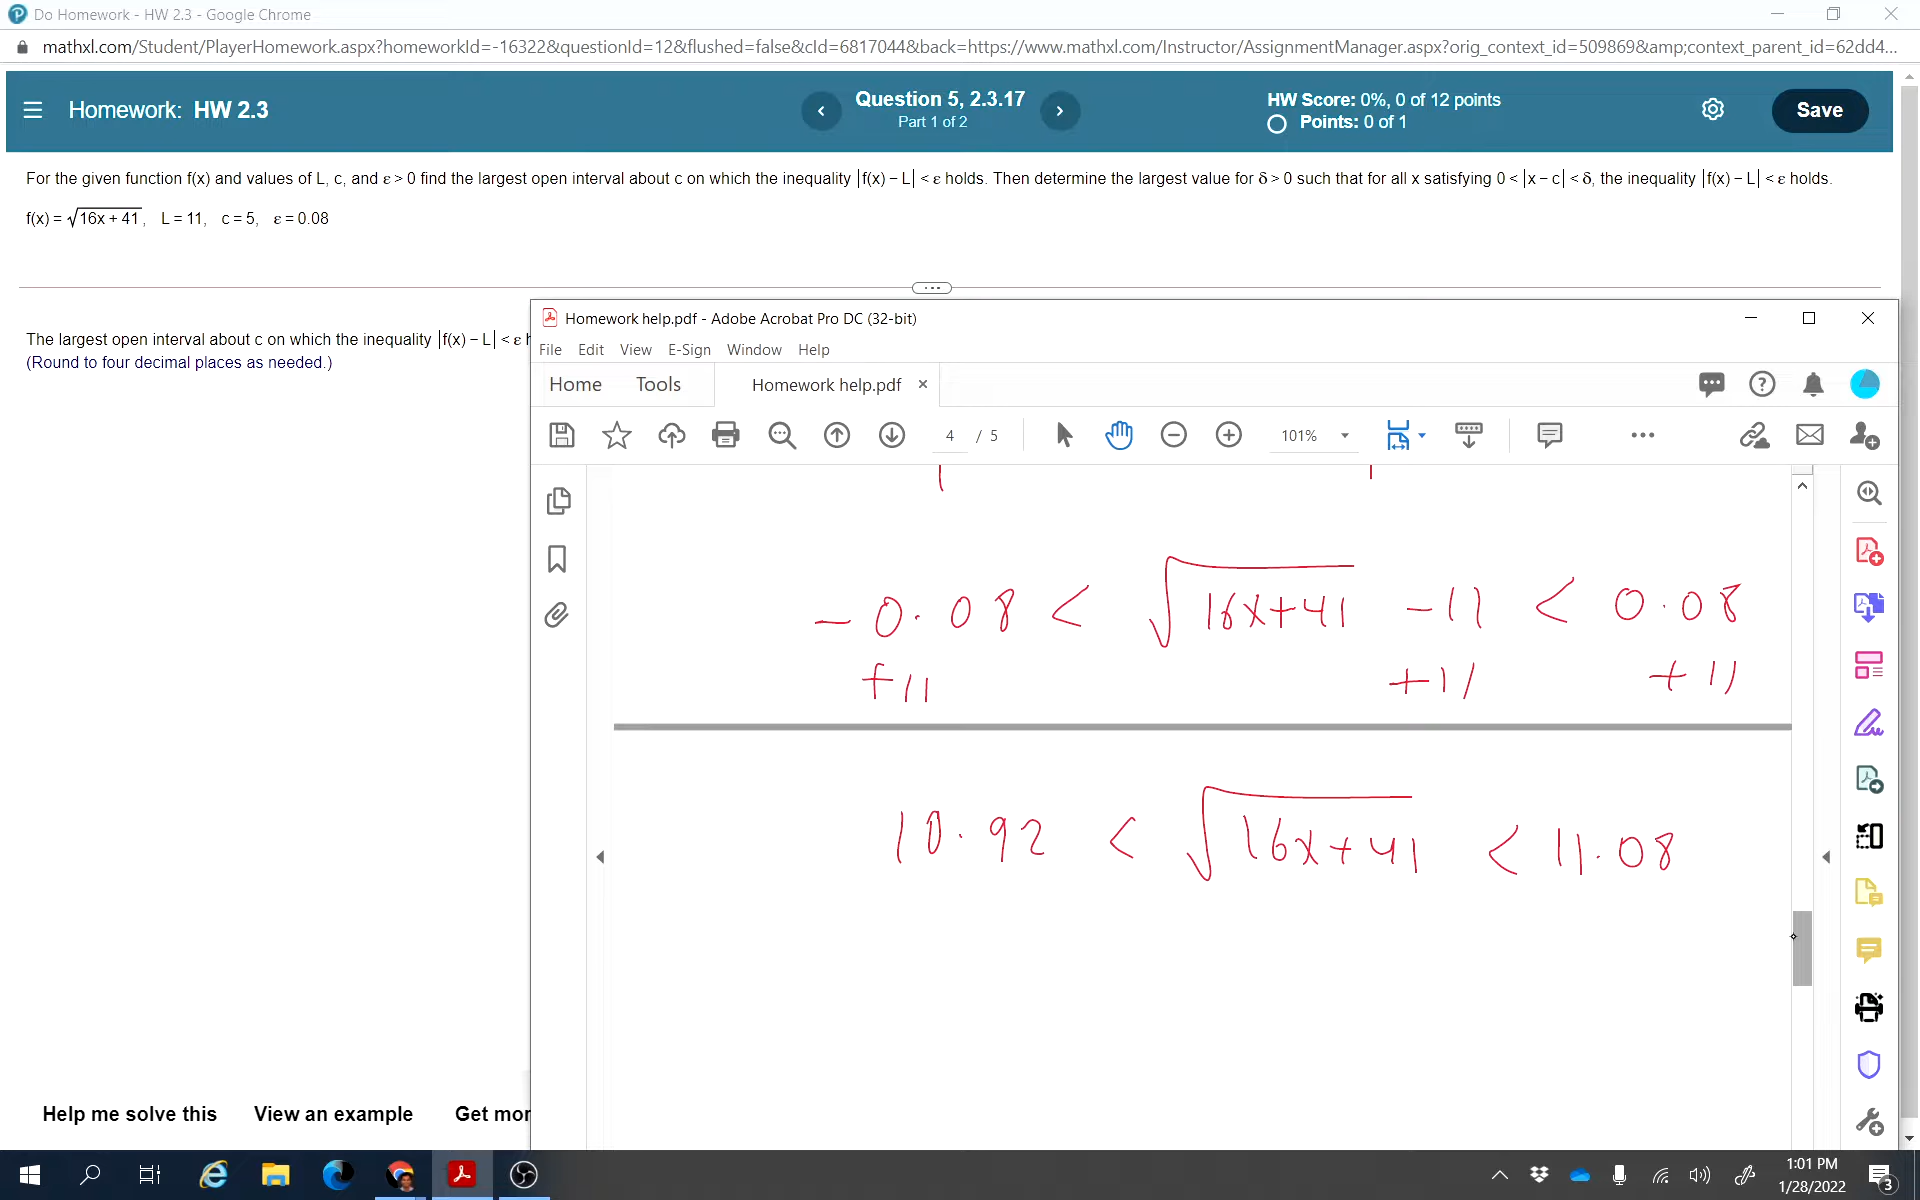 Do Homework - HW 2.3 - Google Chrome
mathxl.com/Student/PlayerHomework.aspx?homeworkId=-16322&questionId=12&flushed=false&cId=6817044&back=https://www.mathxl.com/Instructor/AssignmentManager.aspx?orig_context_id=509869&amp;context_parent_id=62dd4...
Homework: HW 2.3
Question 5, 2.3.17
Part 1 of 2
HW Score: 0%, 0 of 12 points
Points: 0 of 1
Save
For the given function f(x) and values of L, c, and ε > 0 find the largest open interval about c on which the inequality |f(x) − L| < ε holds. Then determine the largest value for δ > 0 such that for all x satisfying 0 < |x − c| < δ, the inequality |f(x) − L| < ε holds.
f(x) = √16x + 41, L = 11, c = 5, ε = 0.08
The largest open interval about c on which the inequality |f(x) − L| < ε h
(Round to four decimal places as needed.)
Homework help.pdf - Adobe Acrobat Pro DC (32-bit)
File Edit View E-Sign Window Help
Home Tools Homework help.pdf ×
4 / 5 101%
- 0.08 < √16x+41 -11 < 0.08
+11 +11 +11
10.92 < √16x+41 < 11.08
Help me solve this View an example Get mor
1:01 PM
1/28/2022
3